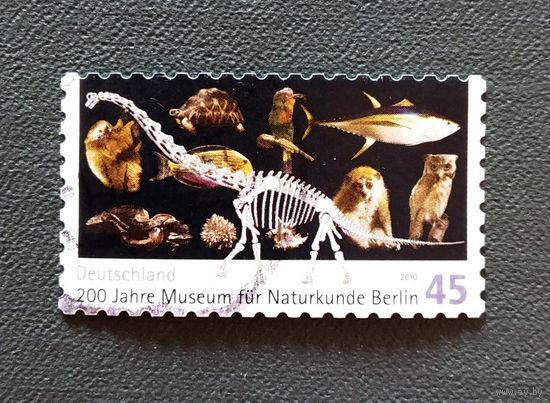 Deutschland
2010
200 Jahre Museum für Naturkunde Berlin 45